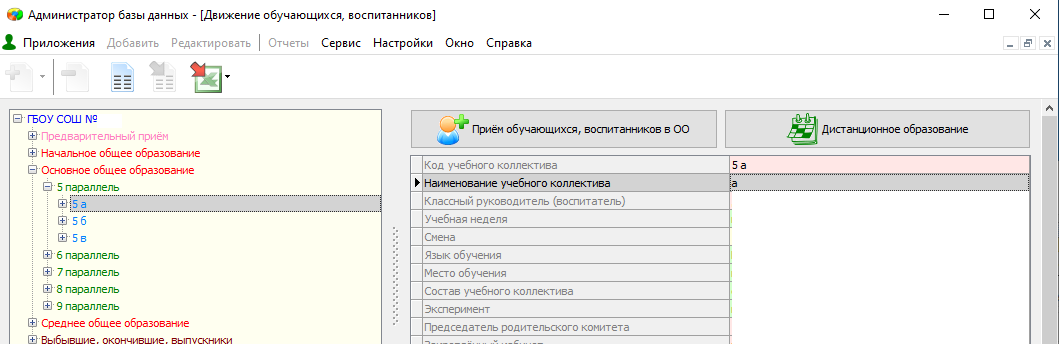 Администратор базы данных - [Движение обучающихся, воспитанников]
Приложения Добавить Редактировать Отчеты Сервис Настройки Окно Справка
ГБОУ СОШ №
Предварительный приём
Начальное общее образование
Основное общее образование
5 параллель
5 а
5 б
5 в
6 параллель
7 параллель
8 параллель
9 параллель
Среднее общее образование
Выбывшие, окончившие, выпускники
Приём обучающихся, воспитанников в ОО
Дистанционное образование
Код учебного коллектива 5 а
Наименование учебного коллектива а
Классный руководитель (воспитатель)
Учебная неделя
Смена
Язык обучения
Место обучения
Состав учебного коллектива
Эксперимент
Председатель родительского комитета